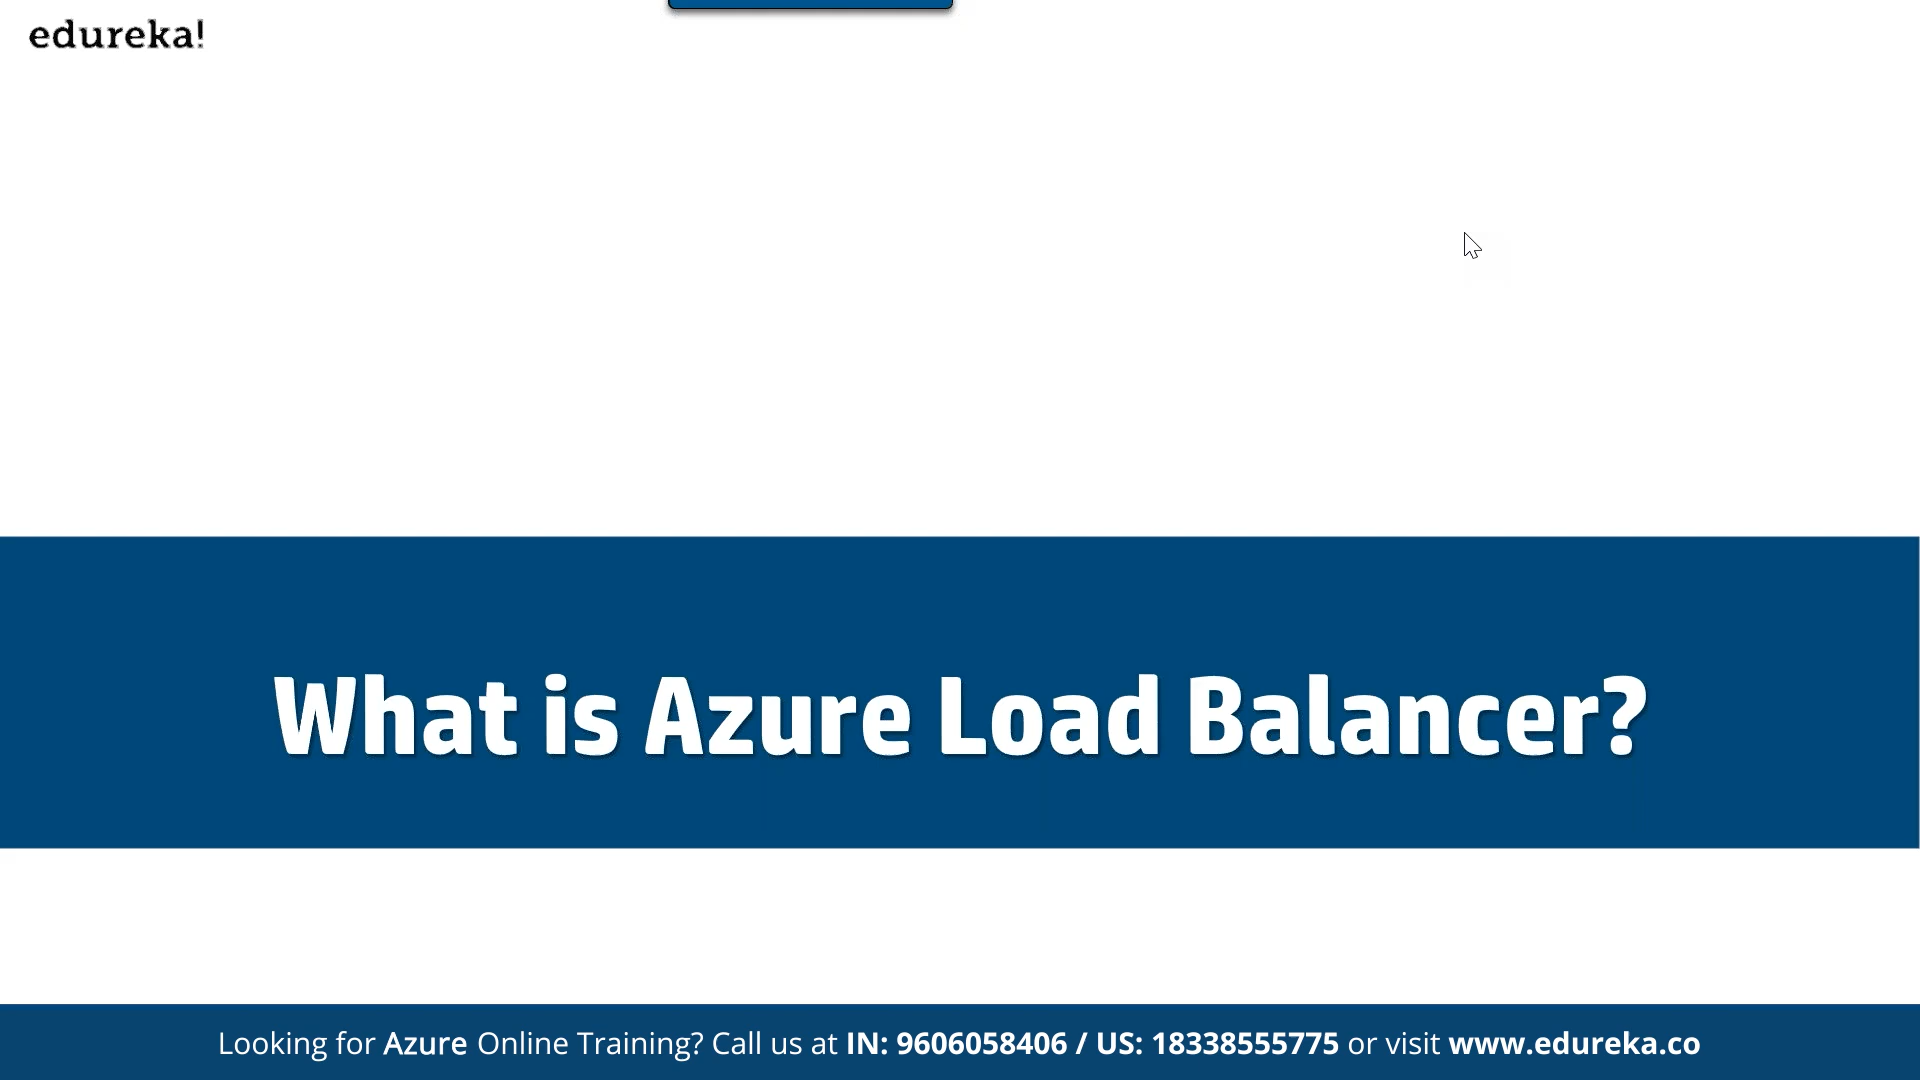 edureka!
What is Azure Load Balancer?
Looking for Azure Online Training? Call us at IN: 9606058406 / US: 18338555775 or visit www.edureka.co